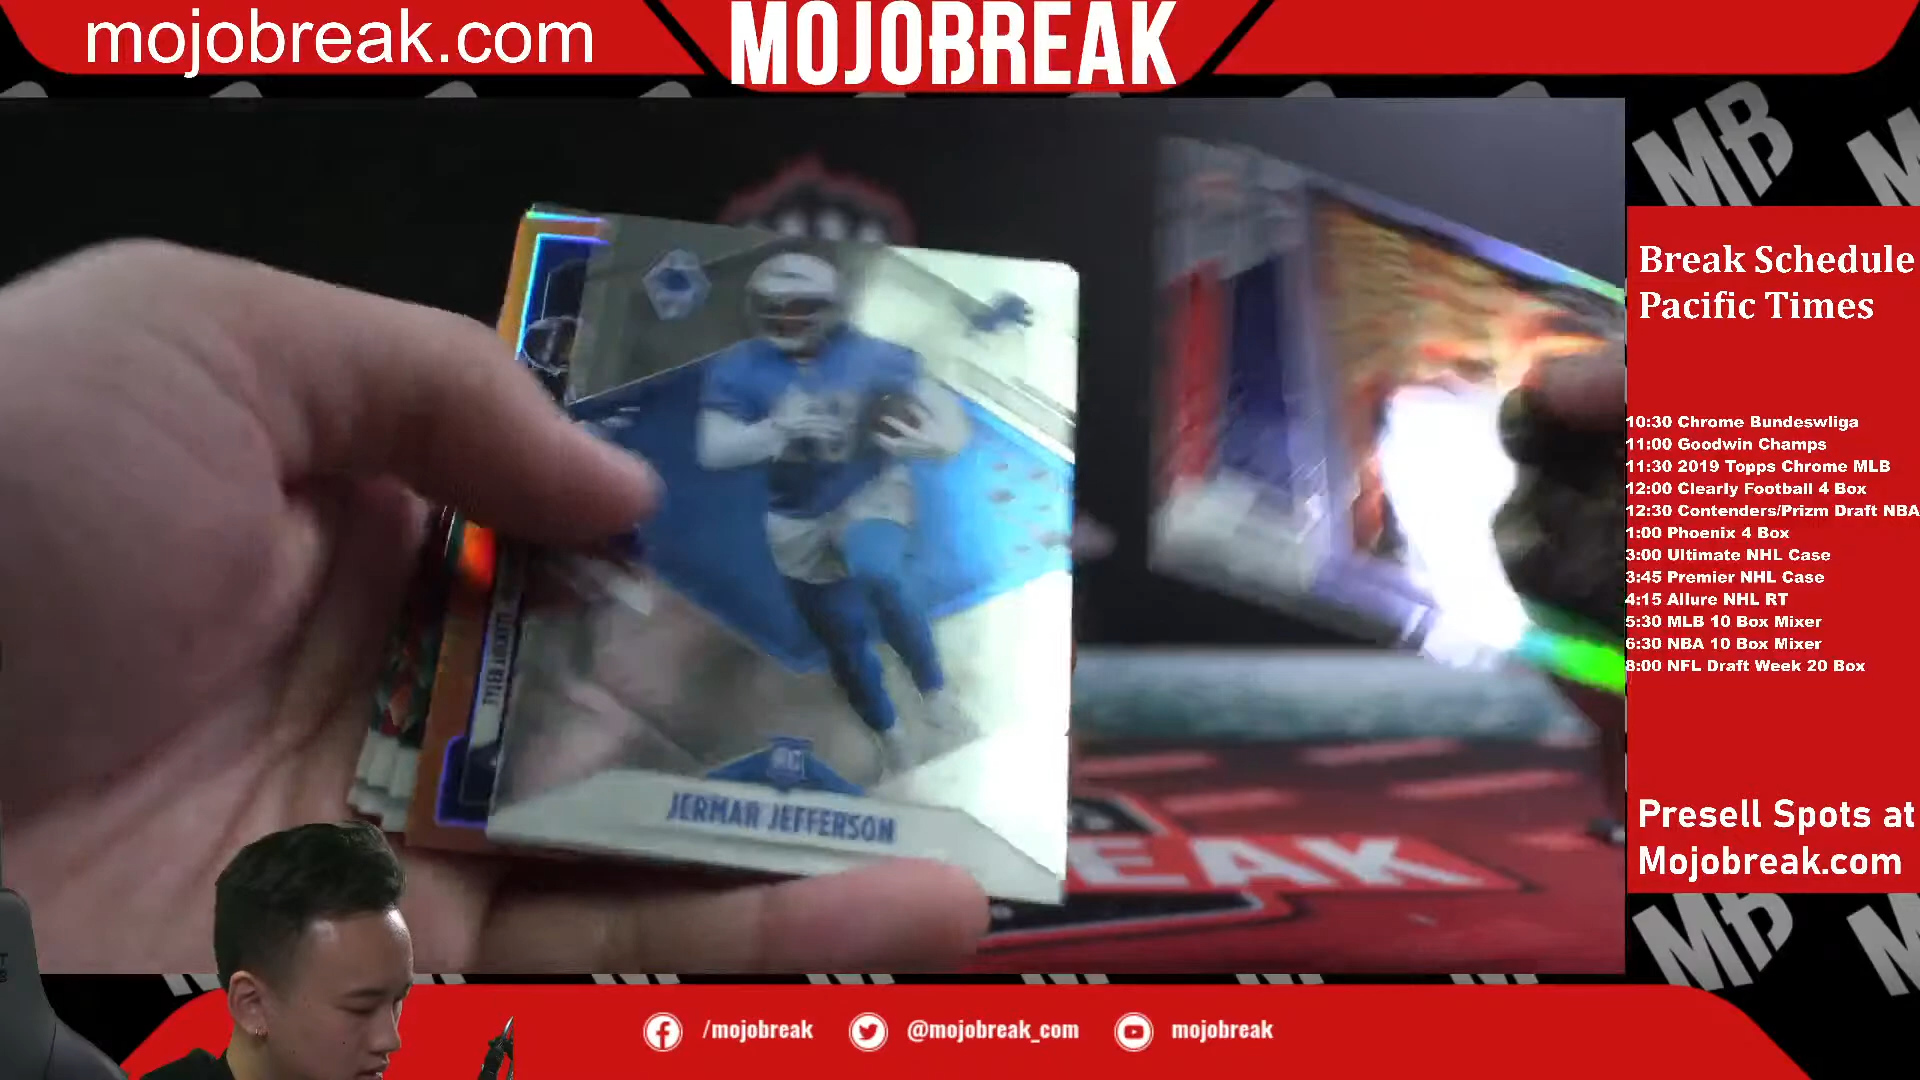 mojobreak.com
MOJOBREAK
MB
Break Schedule
Pacific Times
10:30 Chrome Bundeswliga
11:00 Goodwin Champs
11:30 2019 Topps Chrome MLB
12:00 Clearly Football 4 Box
12:30 Contenders/Prizm Draft NBA
1:00 Phoenix 4 Box
3:00 Ultimate NHL Case
3:45 Premier NHL Case
4:15 Allure NHL RT
5:30 MLB 10 Box Mixer
6:30 NBA 10 Box Mixer
8:00 NFL Draft Week 20 Box
RC
JERMAR JEFFERSON
EAK
Presell Spots at
Mojobreak.com
MB
/mojobreak
@mojobreak_com
mojobreak